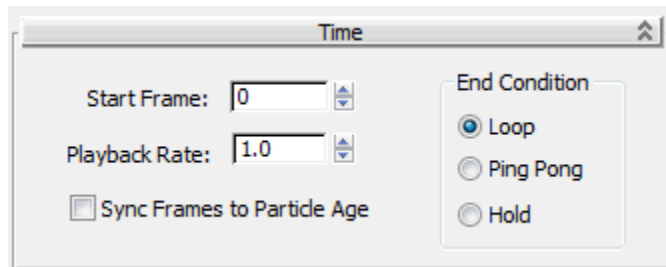 Time
Start Frame: 0
Playback Rate: 1.0
Sync Frames to Particle Age
End Condition
Loop
Ping Pong
Hold